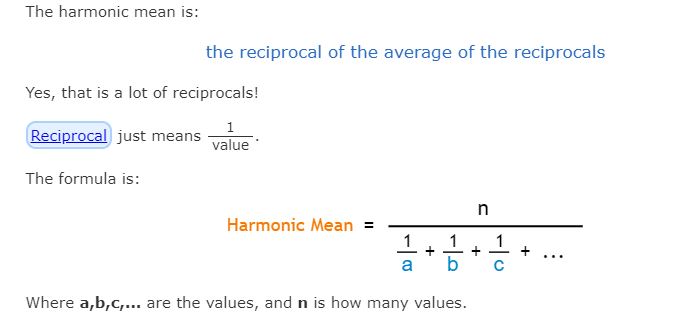 The harmonic mean is:
the reciprocal of the average of the reciprocals
Yes, that is a lot of reciprocals!
Reciprocal just means 1/value.
The formula is:
Harmonic Mean = n / (1/a + 1/b + 1/c + ...)
Where a,b,c,... are the values, and n is how many values.